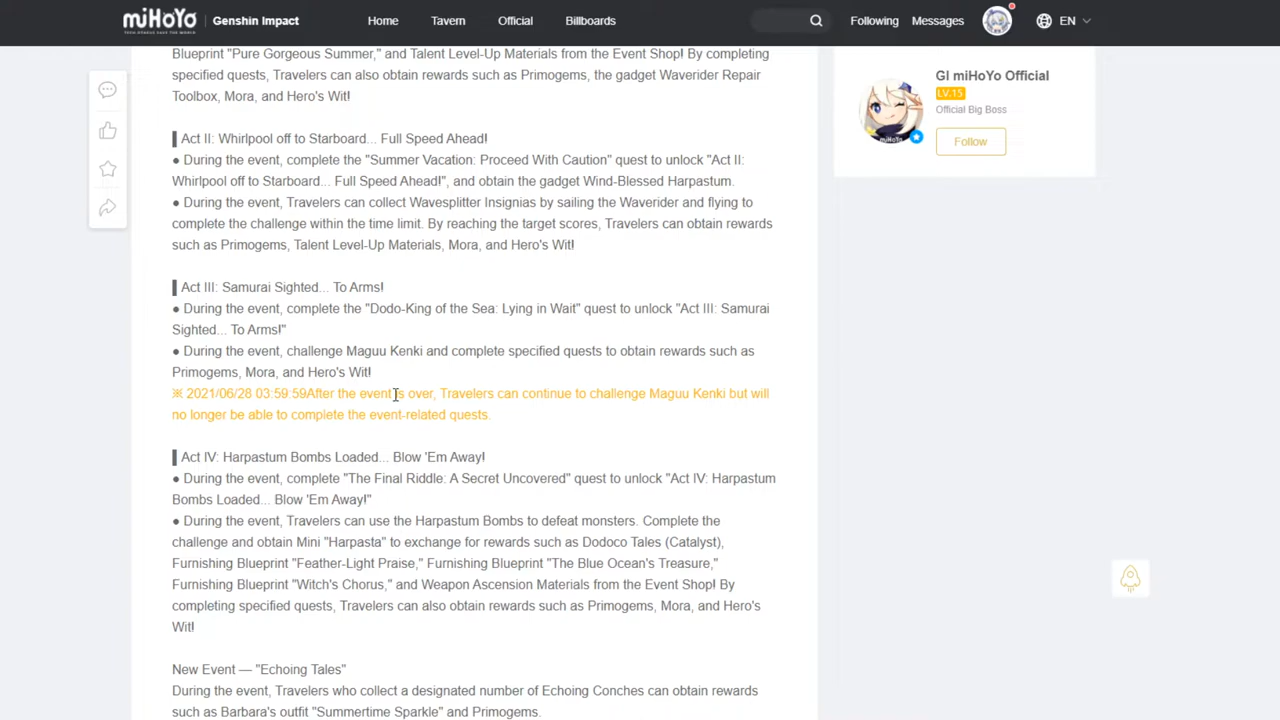 miHoYo
TECH OTAKUS SAVE THE WORLD
Genshin Impact
Home
Tavern
Official
Billboards
Following
Messages
EN
Blueprint "Pure Gorgeous Summer," and Talent Level-Up Materials from the Event Shop! By completing
specified quests, Travelers can also obtain rewards such as Primogems, the gadget Waverider Repair
Toolbox, Mora, and Hero's Wit!
▌Act II: Whirlpool off to Starboard... Full Speed Ahead!
● During the event, complete the "Summer Vacation: Proceed With Caution" quest to unlock "Act II:
Whirlpool off to Starboard... Full Speed Ahead!", and obtain the gadget Wind-Blessed Harpastum.
● During the event, Travelers can collect Wavesplitter Insignias by sailing the Waverider and flying to
complete the challenge within the time limit. By reaching the target scores, Travelers can obtain rewards
such as Primogems, Talent Level-Up Materials, Mora, and Hero's Wit!
▌Act III: Samurai Sighted... To Arms!
● During the event, complete the "Dodo-King of the Sea: Lying in Wait" quest to unlock "Act III: Samurai
Sighted... To Arms!"
● During the event, challenge Maguu Kenki and complete specified quests to obtain rewards such as
Primogems, Mora, and Hero's Wit!
※ 2021/06/28 03:59:59After the event is over, Travelers can continue to challenge Maguu Kenki but will
no longer be able to complete the event-related quests.
▌Act IV: Harpastum Bombs Loaded... Blow 'Em Away!
● During the event, complete "The Final Riddle: A Secret Uncovered" quest to unlock "Act IV: Harpastum
Bombs Loaded... Blow 'Em Away!"
● During the event, Travelers can use the Harpastum Bombs to defeat monsters. Complete the
challenge and obtain Mini "Harpasta" to exchange for rewards such as Dodoco Tales (Catalyst),
Furnishing Blueprint "Feather-Light Praise," Furnishing Blueprint "The Blue Ocean's Treasure,"
Furnishing Blueprint "Witch's Chorus," and Weapon Ascension Materials from the Event Shop! By
completing specified quests, Travelers can also obtain rewards such as Primogems, Mora, and Hero's
Wit!
New Event — "Echoing Tales"
During the event, Travelers who collect a designated number of Echoing Conches can obtain rewards
such as Barbara's outfit "Summertime Sparkle" and Primogems.
GI miHoYo Official
LV.15
Official Big Boss
Follow
miHoYo